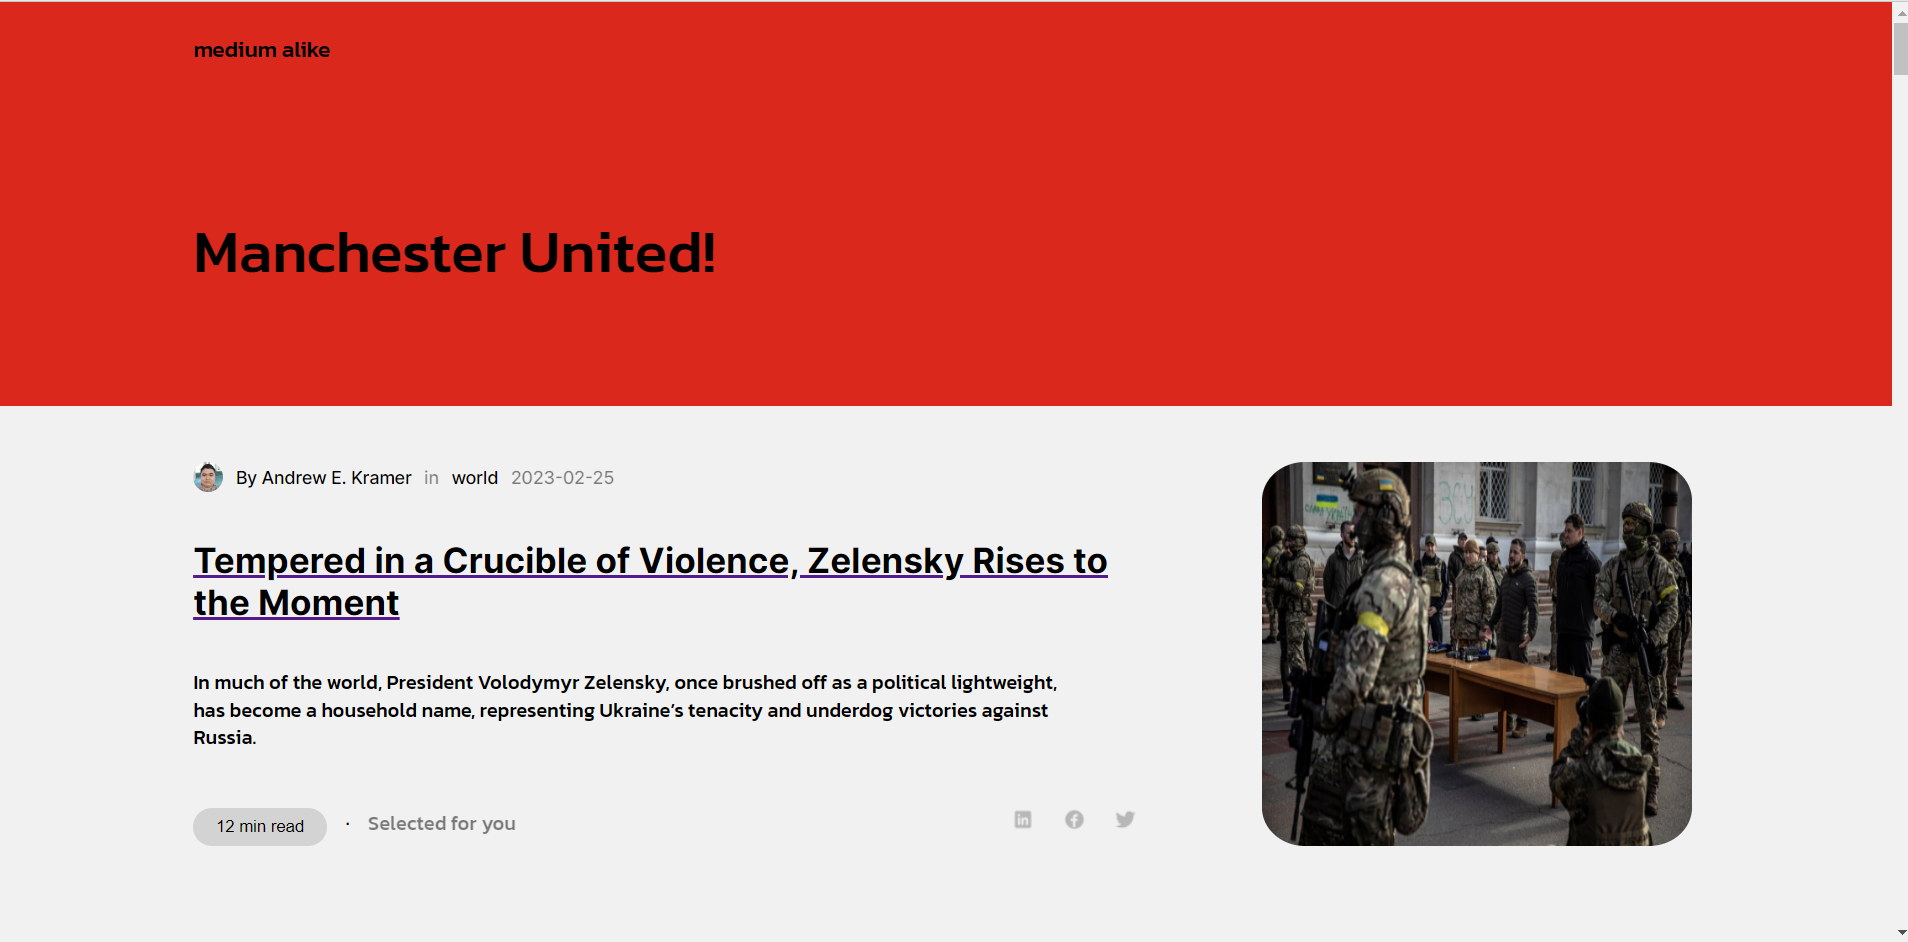 medium alike
Manchester United!
By Andrew E. Kramer in world 2023-02-25
Tempered in a Crucible of Violence, Zelensky Rises to
the Moment
In much of the world, President Volodymyr Zelensky, once brushed off as a political lightweight,
has become a household name, representing Ukraine’s tenacity and underdog victories against
Russia.
12 min read · Selected for you
ЗСУ